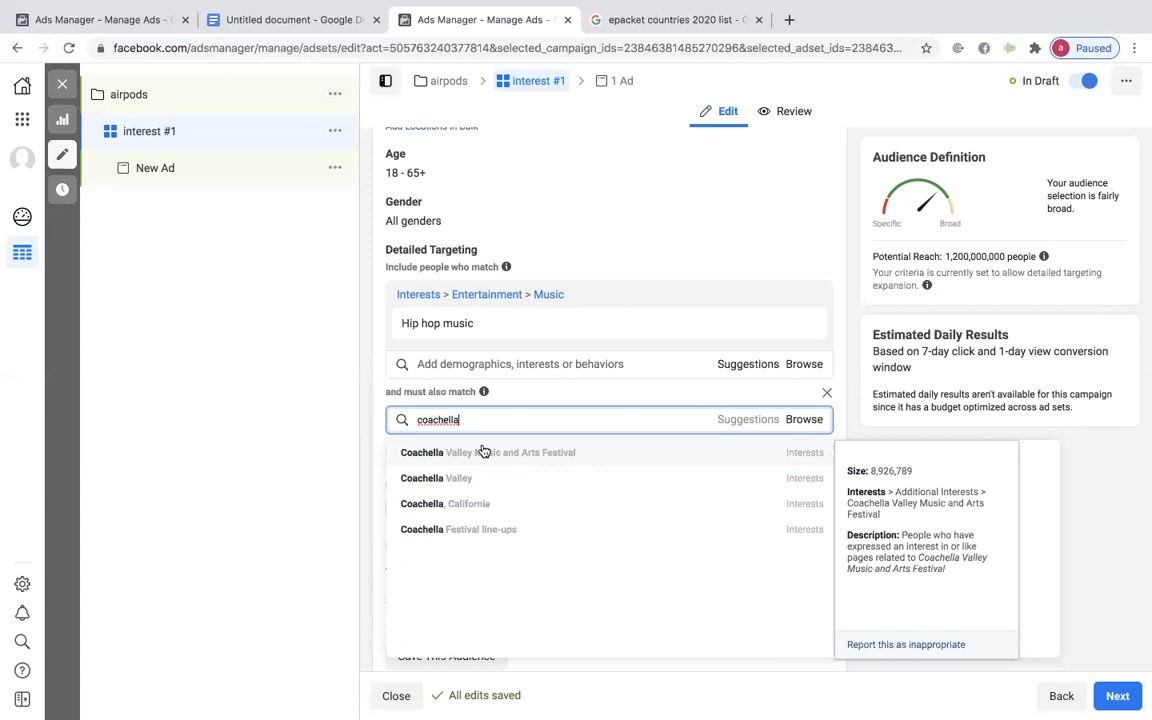 Ads Manager - Manage Ads -
Untitled document - Google D
Ads Manager - Manage Ads -
epacket countries 2020 list -
facebook.com/adsmanager/manage/adsets/edit?act=505763240377814&selected_campaign_ids=23846381485270296&selected_adset_ids=238463...
a Paused
airpods
interest #1
New Ad
airpods
interest #1
1 Ad
In Draft
Edit
Review
Age
18 - 65+
Gender
All genders
Detailed Targeting
Include people who match
Interests > Entertainment > Music
Hip hop music
Add demographics, interests or behaviors Suggestions Browse
and must also match
coachella Suggestions Browse
Coachella Valley Music and Arts Festival Interests
Coachella Valley Interests
Coachella, California Interests
Coachella Festival line-ups Interests
Size: 8,926,789
Interests > Additional Interests >
Coachella Valley Music and Arts
Festival
Description: People who have
expressed an interest in or like
pages related to Coachella Valley
Music and Arts Festival
Report this as inappropriate
Save This Audience
Audience Definition
Specific
Broad
Your audience
selection is fairly
broad.
Potential Reach: 1,200,000,000 people
Your criteria is currently set to allow detailed targeting
expansion.
Estimated Daily Results
Based on 7-day click and 1-day view conversion
window
Estimated daily results aren't available for this campaign
since it has a budget optimized across ad sets.
Close
All edits saved
Back
Next